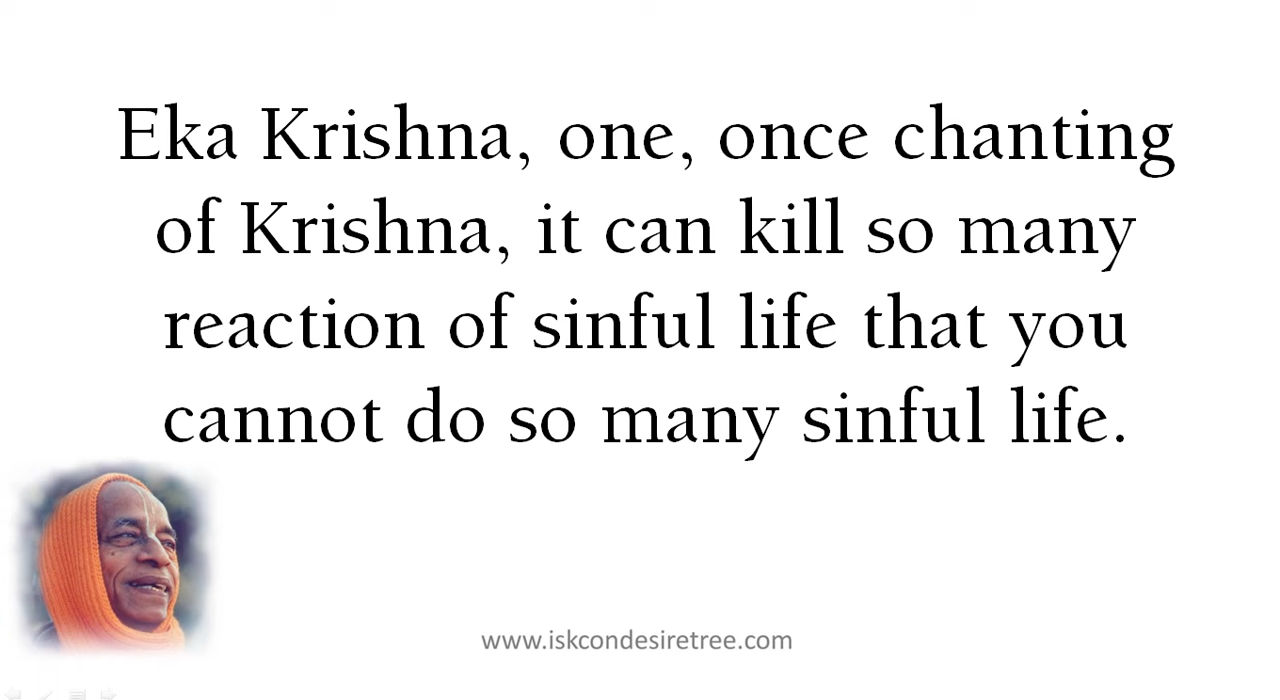 Eka Krishna, one, once chanting
of Krishna, it can kill so many
reaction of sinful life that you
cannot do so many sinful life.
www.iskcondesiretree.com